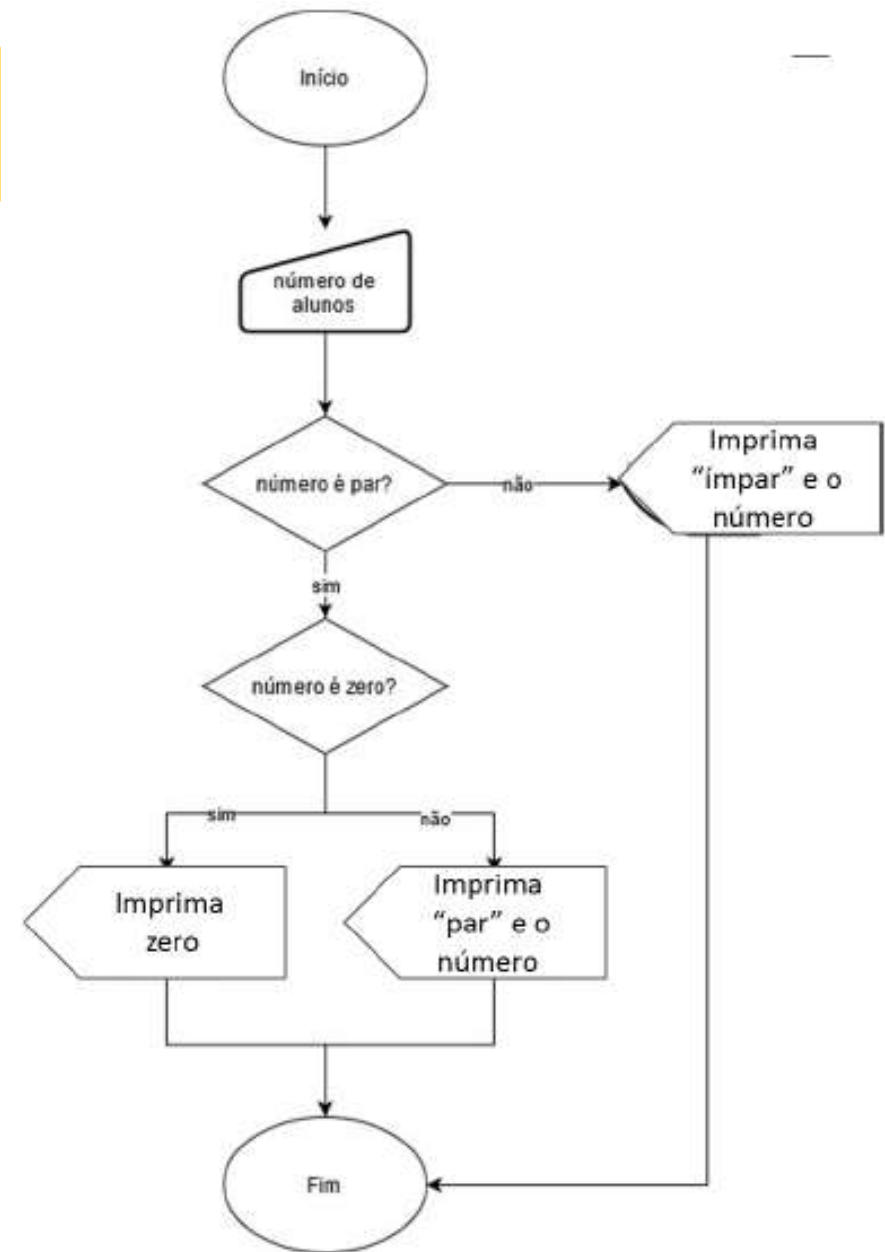 Início
número de
alunos
número é par?
não
Imprima
“ímpar” e o
número
sim
número é zero?
sim
não
Imprima
zero
Imprima
“par” e o
número
Fim